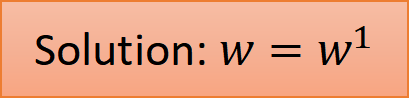 Solution: w = w¹